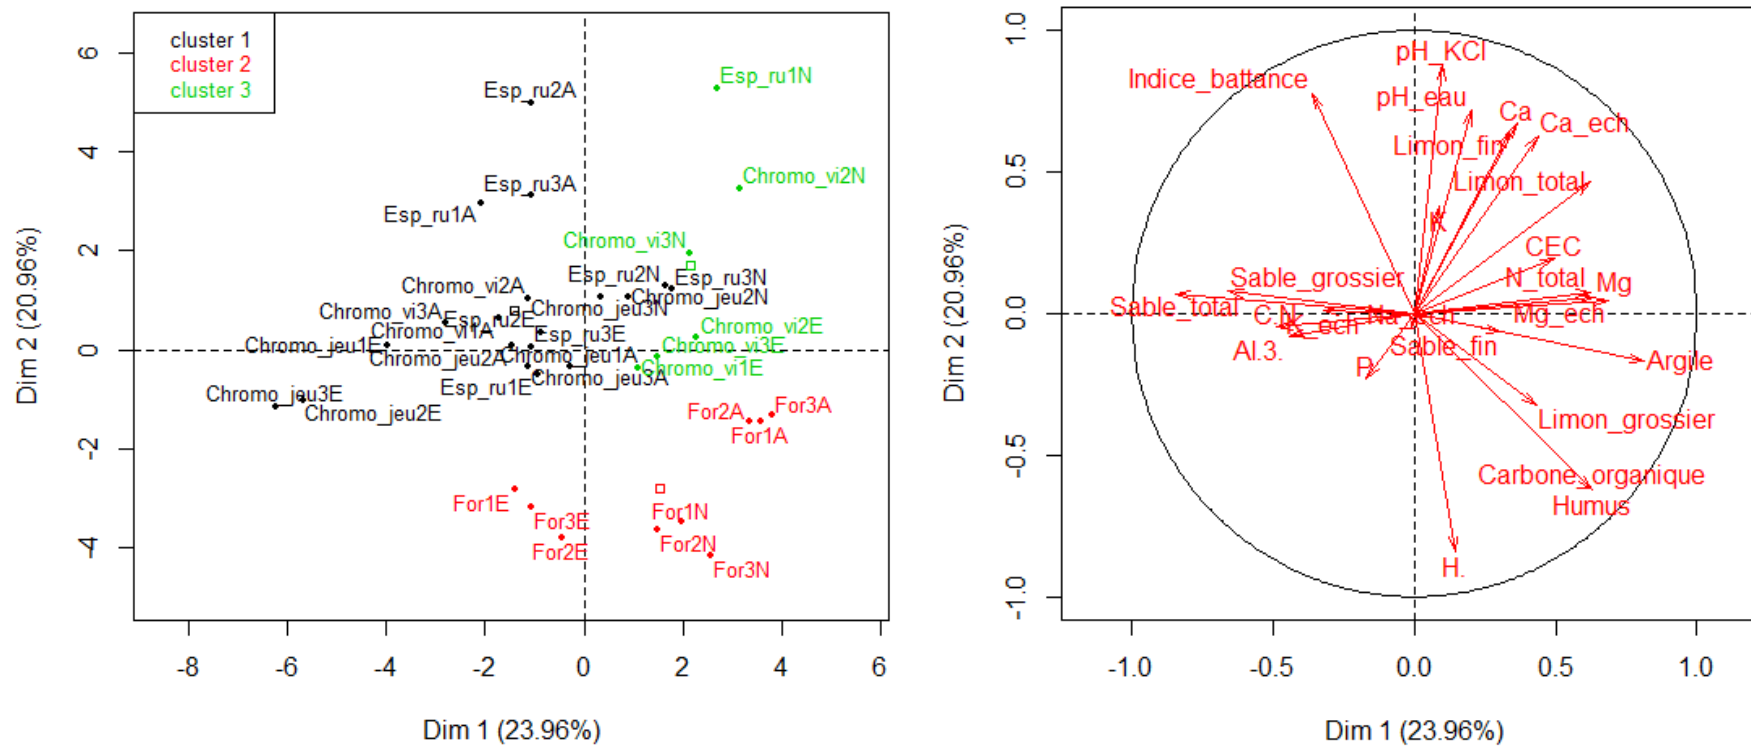 cluster 1
cluster 2
cluster 3
Esp_ru1N
Esp_ru2A
Chromo_vi2N
Esp_ru3A
Esp_ru1A
Chromo_vi3N
Esp_ru2N
Esp_ru3N
Chromo_vi2A
Chromo_jeu2N
Chromo_jeu3N
Chromo_vi3A
Esp_ru2E
Chromo_vi1A
Esp_ru3E
Chromo_vi2E
Chromo_jeu1E
Chromo_vi3E
Chromo_jeu2A
Chromo_jeu1A
Chromo_vi1E
Esp_ru1E
Chromo_jeu3A
Chromo_jeu3E
Chromo_jeu2E
For2A
For3A
For1A
For1E
For1N
For3E
For2E
For2N
For3N
6
4
2
0
-2
-4
-8
-6
-4
-2
0
2
4
6
Dim 2 (20.96%)
Dim 1 (23.96%)
pH_KCl
Indice_battance
pH_eau
Ca
Ca_ech
Limon_fin
Limon_total
K
CEC
Sable_grossier
N_total
Mg
Sable_total
C.N
K_ech
Na_ech
Mg_ech
Al.3.
Sable_fin
P
Argile
Limon_grossier
Carbone_organique
Humus
H.
1.0
0.5
0.0
-0.5
-1.0
-1.0
-0.5
0.0
0.5
1.0
Dim 2 (20.96%)
Dim 1 (23.96%)